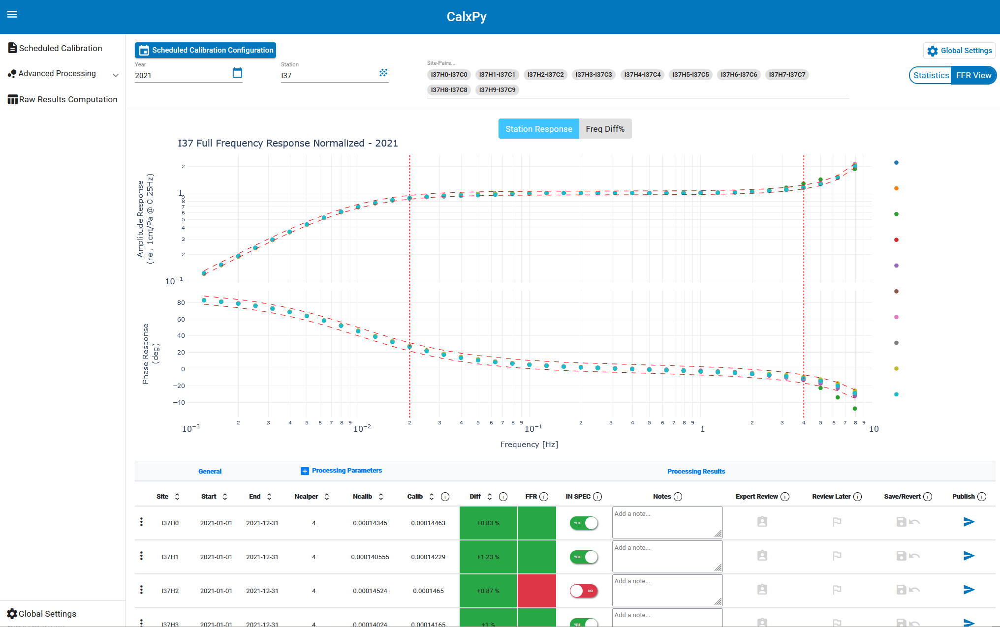 CalxPy
Scheduled Calibration
Advanced Processing
Raw Results Computation
Global Settings
Scheduled Calibration Configuration
Global Settings
Year
2021
Station
I37
Site-Pairs...
I37H0-I37C0 I37H1-I37C1 I37H2-I37C2 I37H3-I37C3 I37H4-I37C4 I37H5-I37C5 I37H6-I37C6 I37H7-I37C7
I37H8-I37C8 I37H9-I37C9
Statistics FFR View
Station Response Freq Diff%
I37 Full Frequency Response Normalized - 2021
Amplitude Response
(rel. 1cnt/Pa @ 0.25Hz)
2
1
9
8
7
6
5
4
3
2
10⁻¹
Phase Response
(deg)
80
60
40
20
0
−20
−40
10⁻³ 2 3 4 5 6 7 8 9 10⁻² 2 3 4 5 6 7 8 9 10⁻¹ 2 3 4 5 6 7 8 9 1 2 3 4 5 6 7 8 9 10
Frequency [Hz]
General Processing Parameters Processing Results
Site Start End Ncalper Ncalib Calib Diff FFR IN SPEC Notes Expert Review Review Later Save/Revert Publish
I37H0 2021-01-01 2021-12-31 4 0.00014345 0.00014463 +0.83 % YES Add a note...
I37H1 2021-01-01 2021-12-31 4 0.000140555 0.00014229 +1.23 % YES Add a note...
I37H2 2021-01-01 2021-12-31 4 0.00014524 0.0001465 +0.87 % NO Add a note...
I37H3 2021-01-01 2021-12-31 4 0.00014024 0.00014165 +1 % YES Add a note...